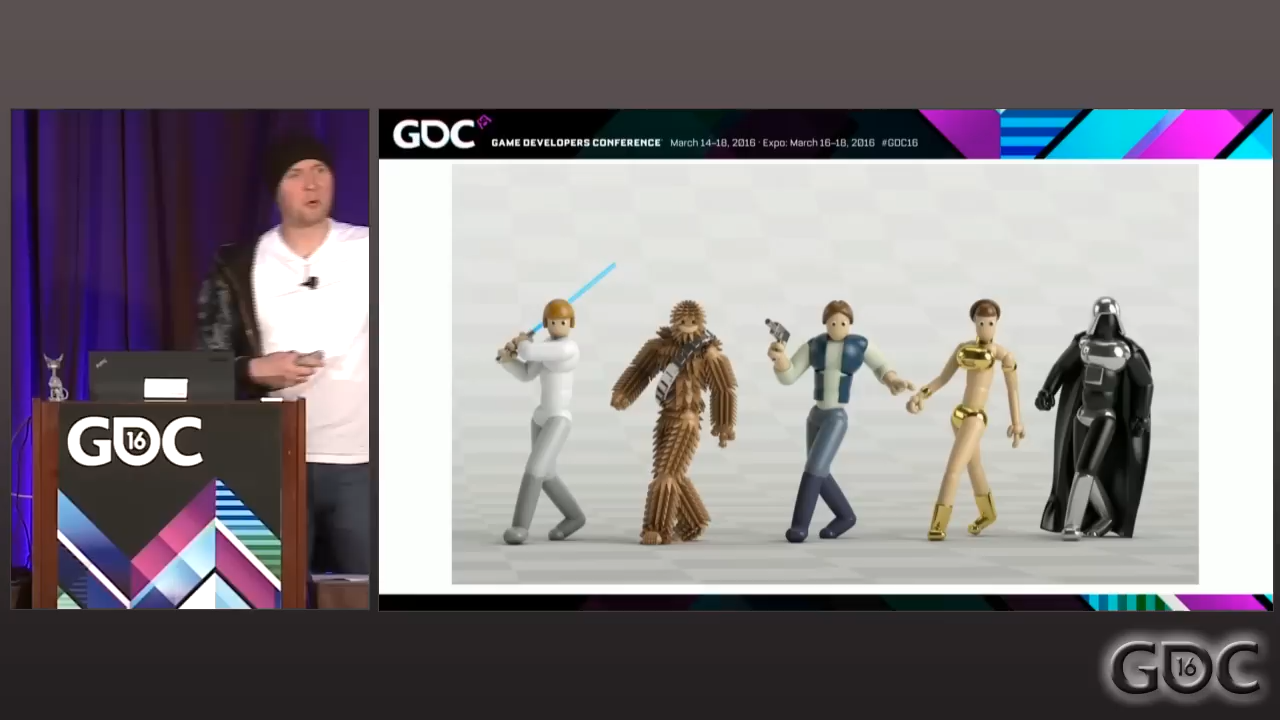 GDC
GAME DEVELOPERS CONFERENCE March 14–18, 2016 · Expo: March 16–18, 2016 #GDC16
GDC
16
GDC
16